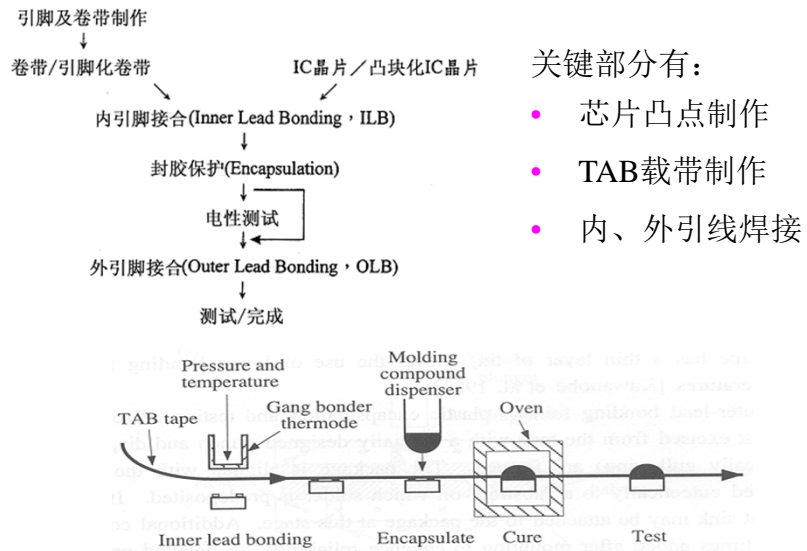 引脚及卷带制作
卷带/引脚化卷带
IC晶片／凸块化IC晶片
内引脚接合(Inner Lead Bonding，ILB)
封胶保护(Encapsulation)
电性测试
外引脚接合(Outer Lead Bonding，OLB)
测试/完成
关键部分有：
• 芯片凸点制作
• TAB载带制作
• 内、外引线焊接
Pressure and
temperature
Molding
compound
dispenser
TAB tape
Gang bonder
thermode
Oven
Inner lead bonding
Encapsulate
Cure
Test